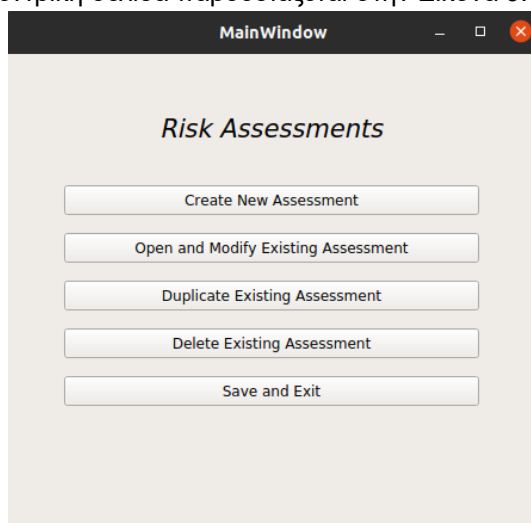 MainWindow
Risk Assessments
Create New Assessment
Open and Modify Existing Assessment
Duplicate Existing Assessment
Delete Existing Assessment
Save and Exit